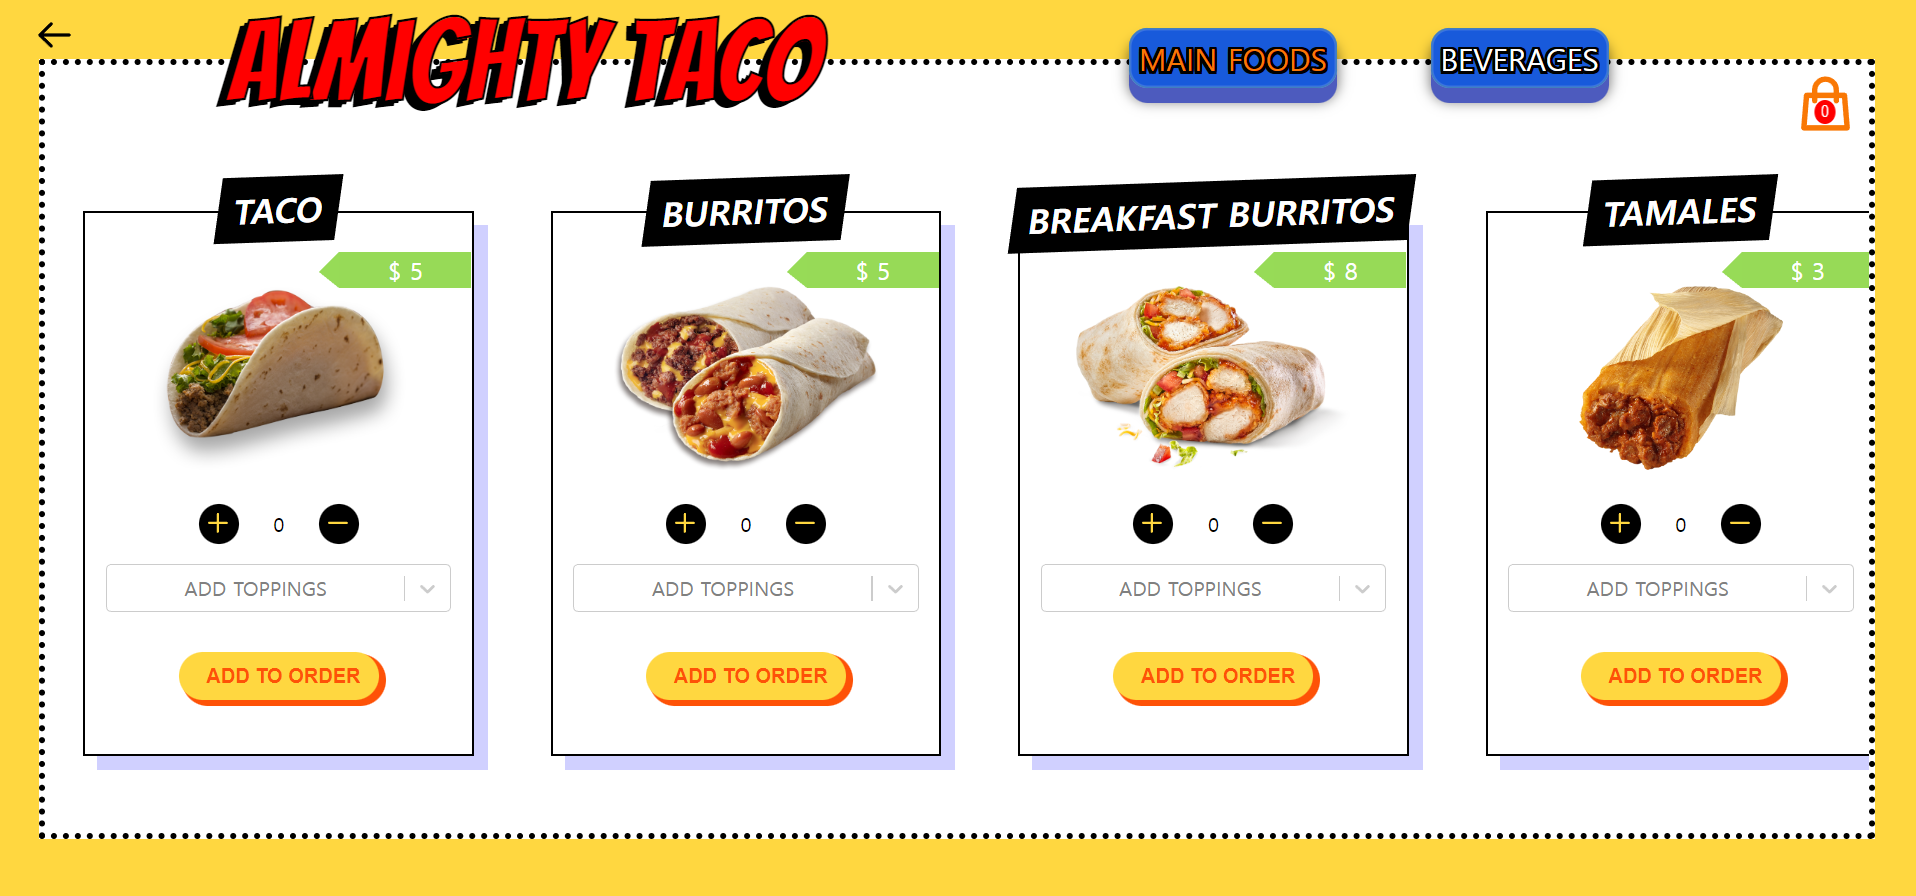 ALMIGHTY TACO
MAIN FOODS
BEVERAGES
0
TACO
$ 5
0
ADD TOPPINGS
ADD TO ORDER
BURRITOS
$ 5
0
ADD TOPPINGS
ADD TO ORDER
BREAKFAST BURRITOS
$ 8
0
ADD TOPPINGS
ADD TO ORDER
TAMALES
$ 3
0
ADD TOPPINGS
ADD TO ORDER